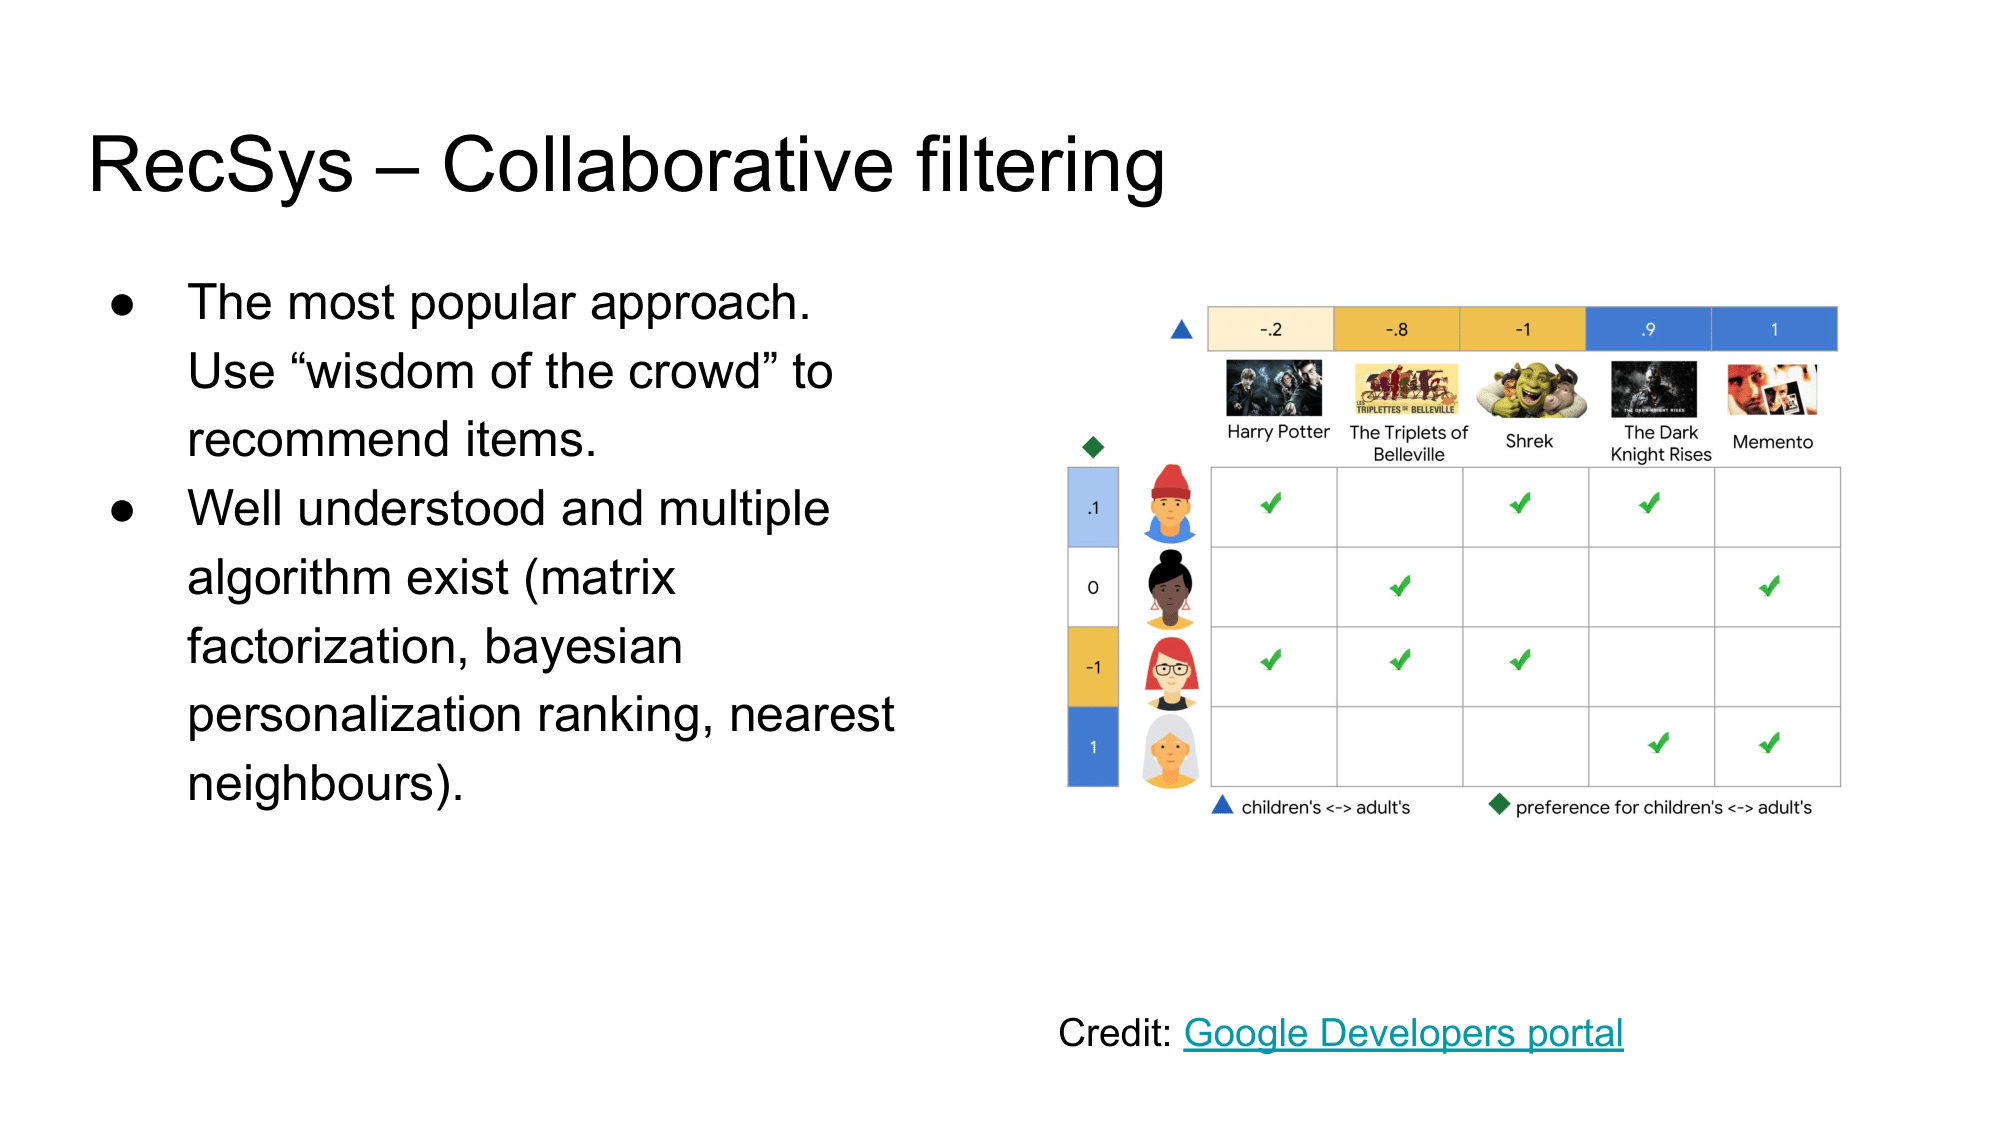 RecSys – Collaborative filtering
● The most popular approach.
Use “wisdom of the crowd” to
recommend items.
● Well understood and multiple
algorithm exist (matrix
factorization, bayesian
personalization ranking, nearest
neighbours).
-.2 -.8 -1 .9 1
LES
TRIPLETTES DE BELLEVILLE
THE DARK KNIGHT RISES
Harry Potter
The Triplets of
Belleville
Shrek
The Dark
Knight Rises
Memento
.1
0
-1
1
children's <-> adult's
preference for children's <-> adult's
Credit: Google Developers portal